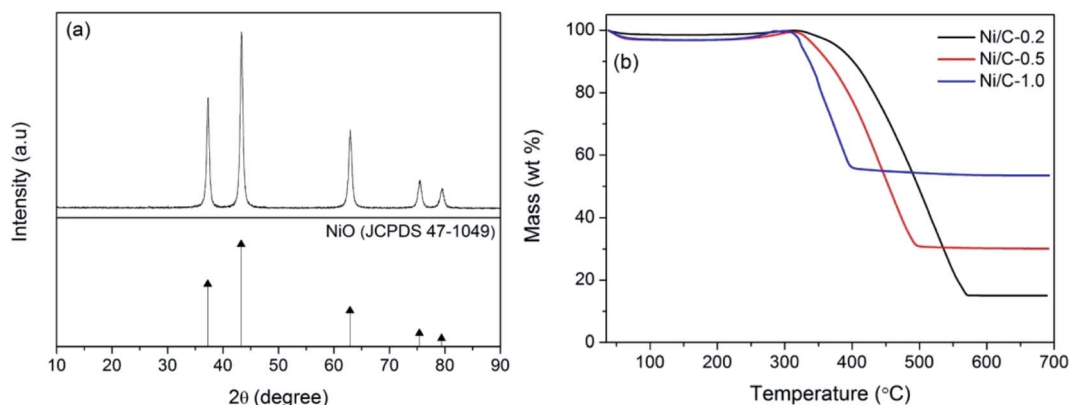 (a)
Intensity (a.u)
NiO (JCPDS 47-1049)
10 20 30 40 50 60 70 80 90
2θ (degree)
(b)
Ni/C-0.2
Ni/C-0.5
Ni/C-1.0
Mass (wt %)
100
80
60
40
20
0
100 200 300 400 500 600 700
Temperature (°C)